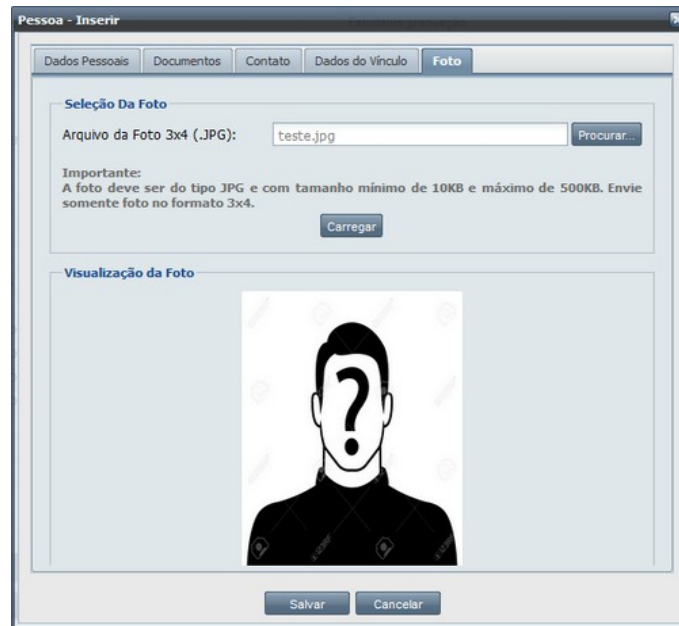 Pessoa - Inserir
Dados Pessoais Documentos Contato Dados do Vínculo Foto
Seleção Da Foto
Arquivo da Foto 3x4 (.JPG): teste.jpg Procurar...
Importante:
A foto deve ser do tipo JPG e com tamanho mínimo de 10KB e máximo de 500KB. Envie
somente foto no formato 3x4.
Carregar
Visualização da Foto
?
Salvar Cancelar